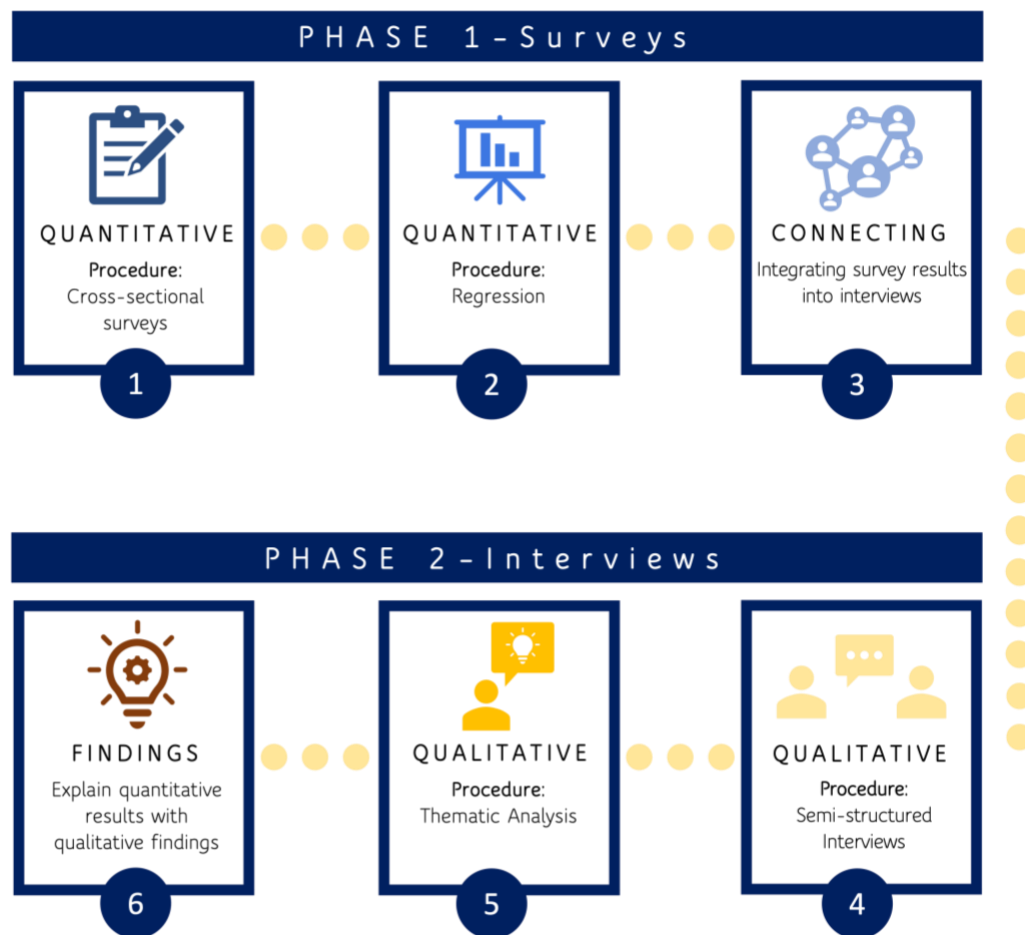 PHASE 1-Surveys
QUANTITATIVE
Procedure:
Cross-sectional
surveys
1
QUANTITATIVE
Procedure:
Regression
2
CONNECTING
Integrating survey results
into interviews
3
PHASE 2-Interviews
QUALITATIVE
Procedure:
Semi-structured
Interviews
4
QUALITATIVE
Procedure:
Thematic Analysis
5
FINDINGS
Explain quantitative
results with
qualitative findings
6